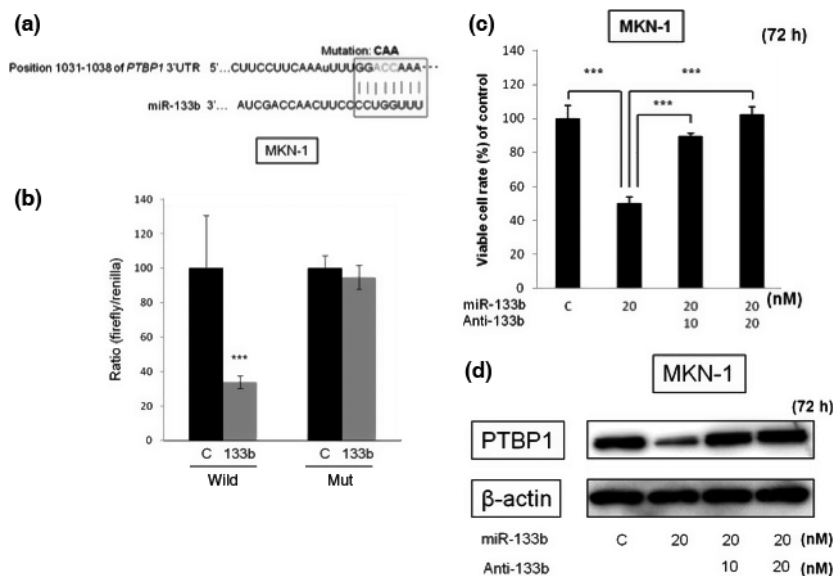 (a)
Mutation: CAA
Position 1031-1038 of PTBP1 3'UTR 5'…CUUCCUUCAAAuUUUGGACCAAA---
miR-133b 3'… AUCGACCAACUUCCCCUGGUUU
MKN-1
(b)
Ratio (firefly/renilla)
140
120
100
80
60
40
20
0
***
C 133b C 133b
Wild Mut
(c)
MKN-1
(72 h)
Viable cell rate (%) of control
140
120
100
80
60
40
20
0
*** ***
***
miR-133b C 20 20 20 (nM)
Anti-133b 10 20
(d)
MKN-1
(72 h)
PTBP1
β-actin
miR-133b C 20 20 20 (nM)
Anti-133b 10 20 (nM)